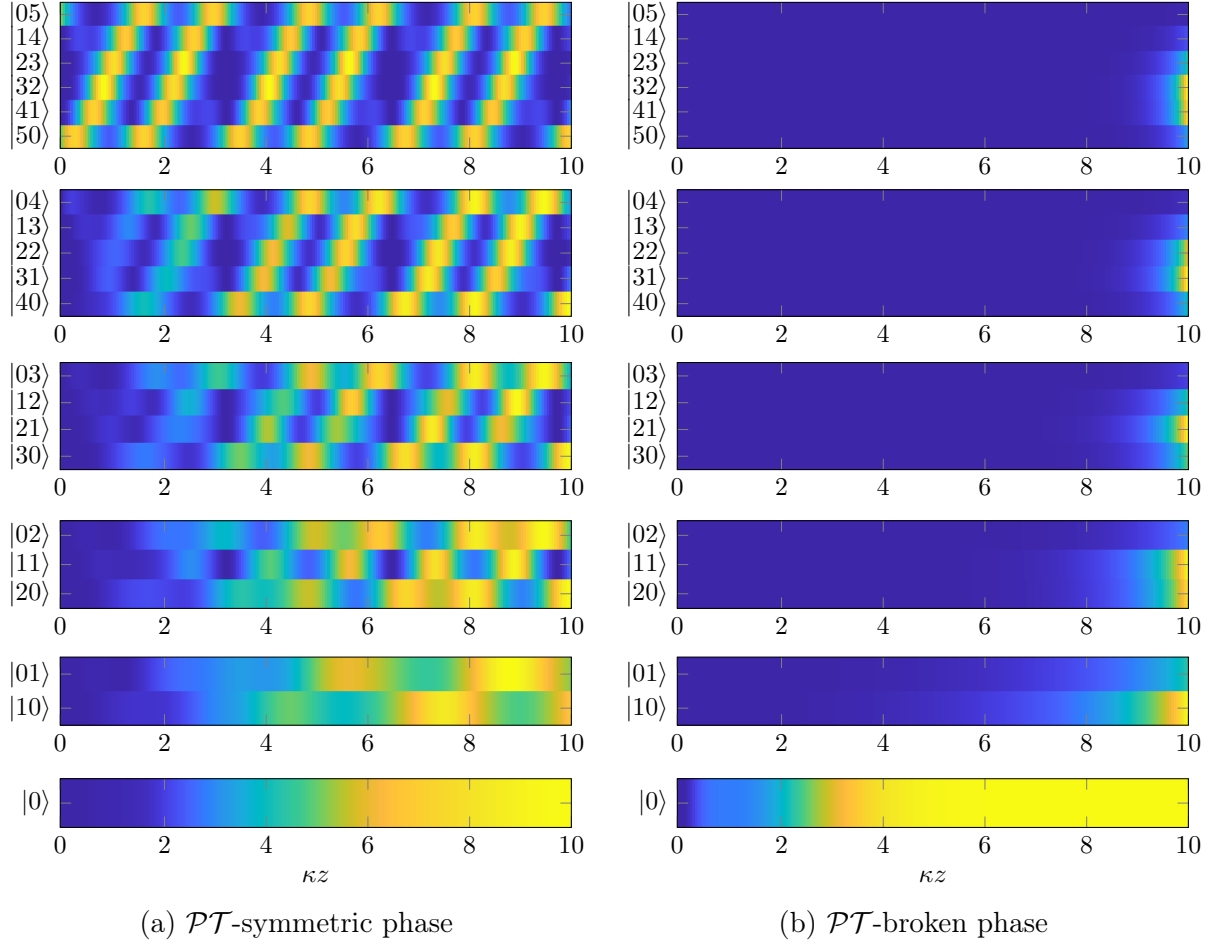 |05⟩
|14⟩
|23⟩
|32⟩
|41⟩
|50⟩
0 2 4 6 8 10
|04⟩
|13⟩
|22⟩
|31⟩
|40⟩
0 2 4 6 8 10
|03⟩
|12⟩
|21⟩
|30⟩
0 2 4 6 8 10
|02⟩
|11⟩
|20⟩
0 2 4 6 8 10
|01⟩
|10⟩
0 2 4 6 8 10
|0⟩
0 2 4 6 8 10
κz
(a) 𝒫𝒯-symmetric phase
|05⟩
|14⟩
|23⟩
|32⟩
|41⟩
|50⟩
0 2 4 6 8 10
|04⟩
|13⟩
|22⟩
|31⟩
|40⟩
0 2 4 6 8 10
|03⟩
|12⟩
|21⟩
|30⟩
0 2 4 6 8 10
|02⟩
|11⟩
|20⟩
0 2 4 6 8 10
|01⟩
|10⟩
0 2 4 6 8 10
|0⟩
0 2 4 6 8 10
κz
(b) 𝒫𝒯-broken phase